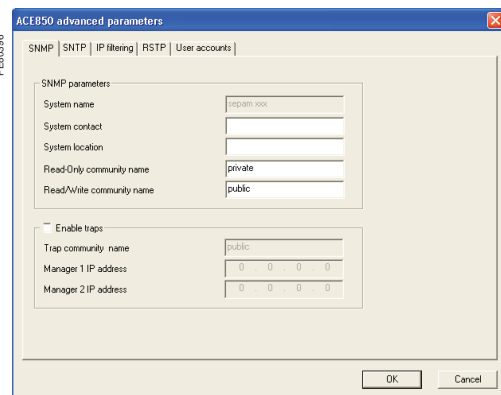 ACE850 advanced parameters
SNMP SNTP IP filtering RSTP User accounts
SNMP parameters
System name sepam xxx
System contact
System location
Read-Only community name private
Read/Write community name public
Enable traps
Trap community name public
Manager 1 IP address 0 . 0 . 0 . 0
Manager 2 IP address 0 . 0 . 0 . 0
OK Cancel